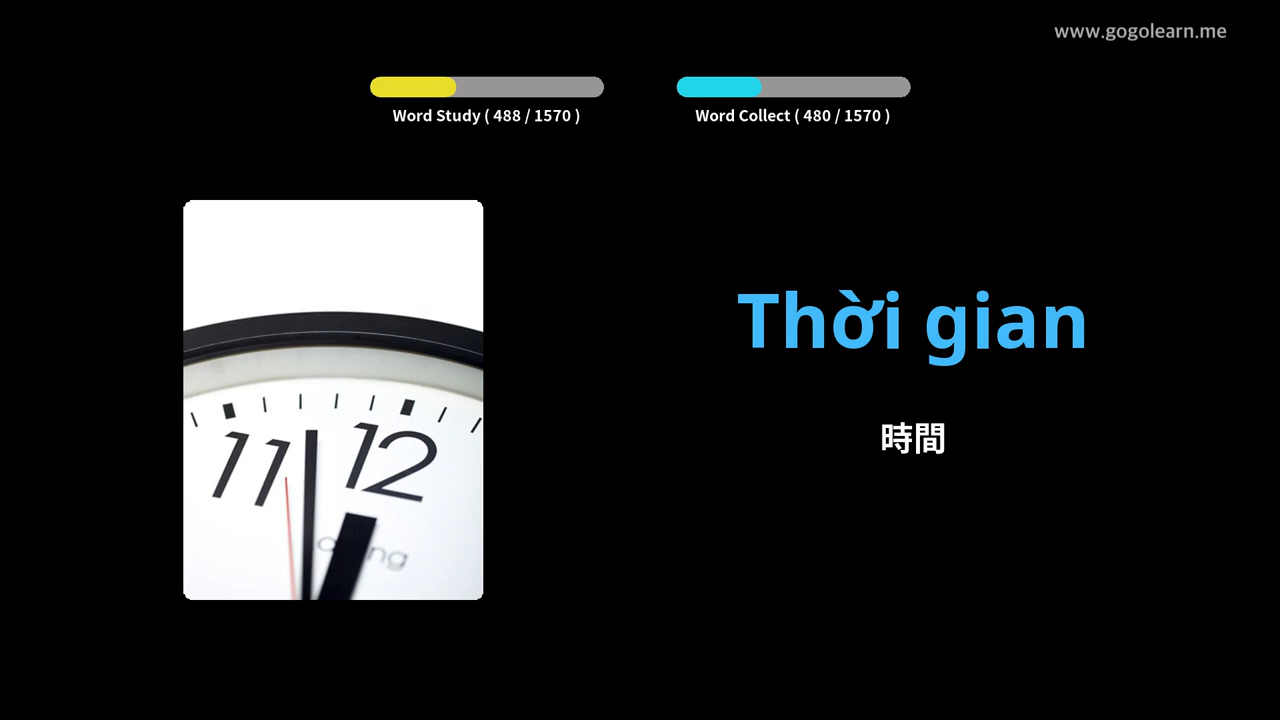 www.gogolearn.me
Word Study ( 488 / 1570 )
Word Collect ( 480 / 1570 )
Thời gian
時間
11 12